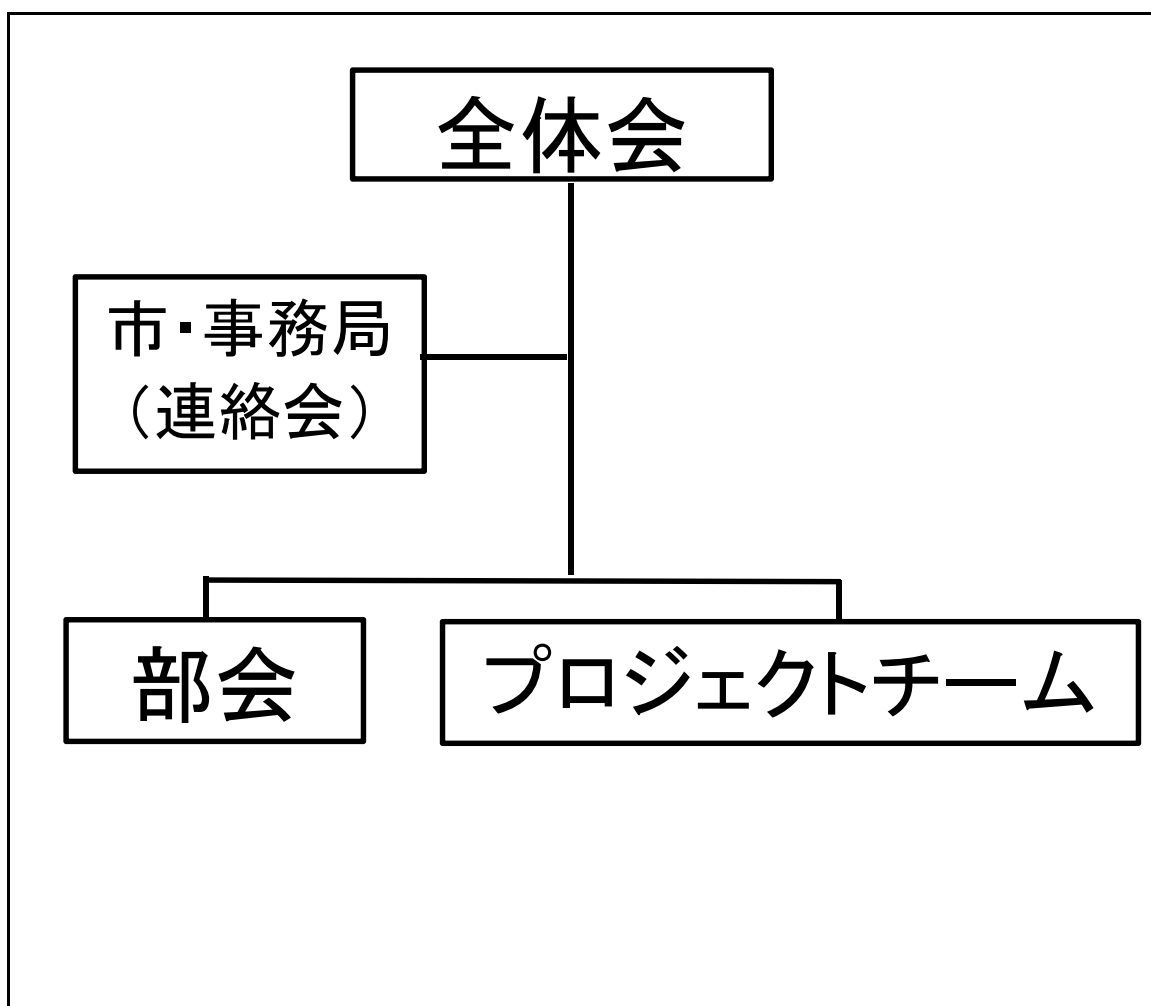 全体会
市・事務局
（連絡会）
部会
プロジェクトチーム